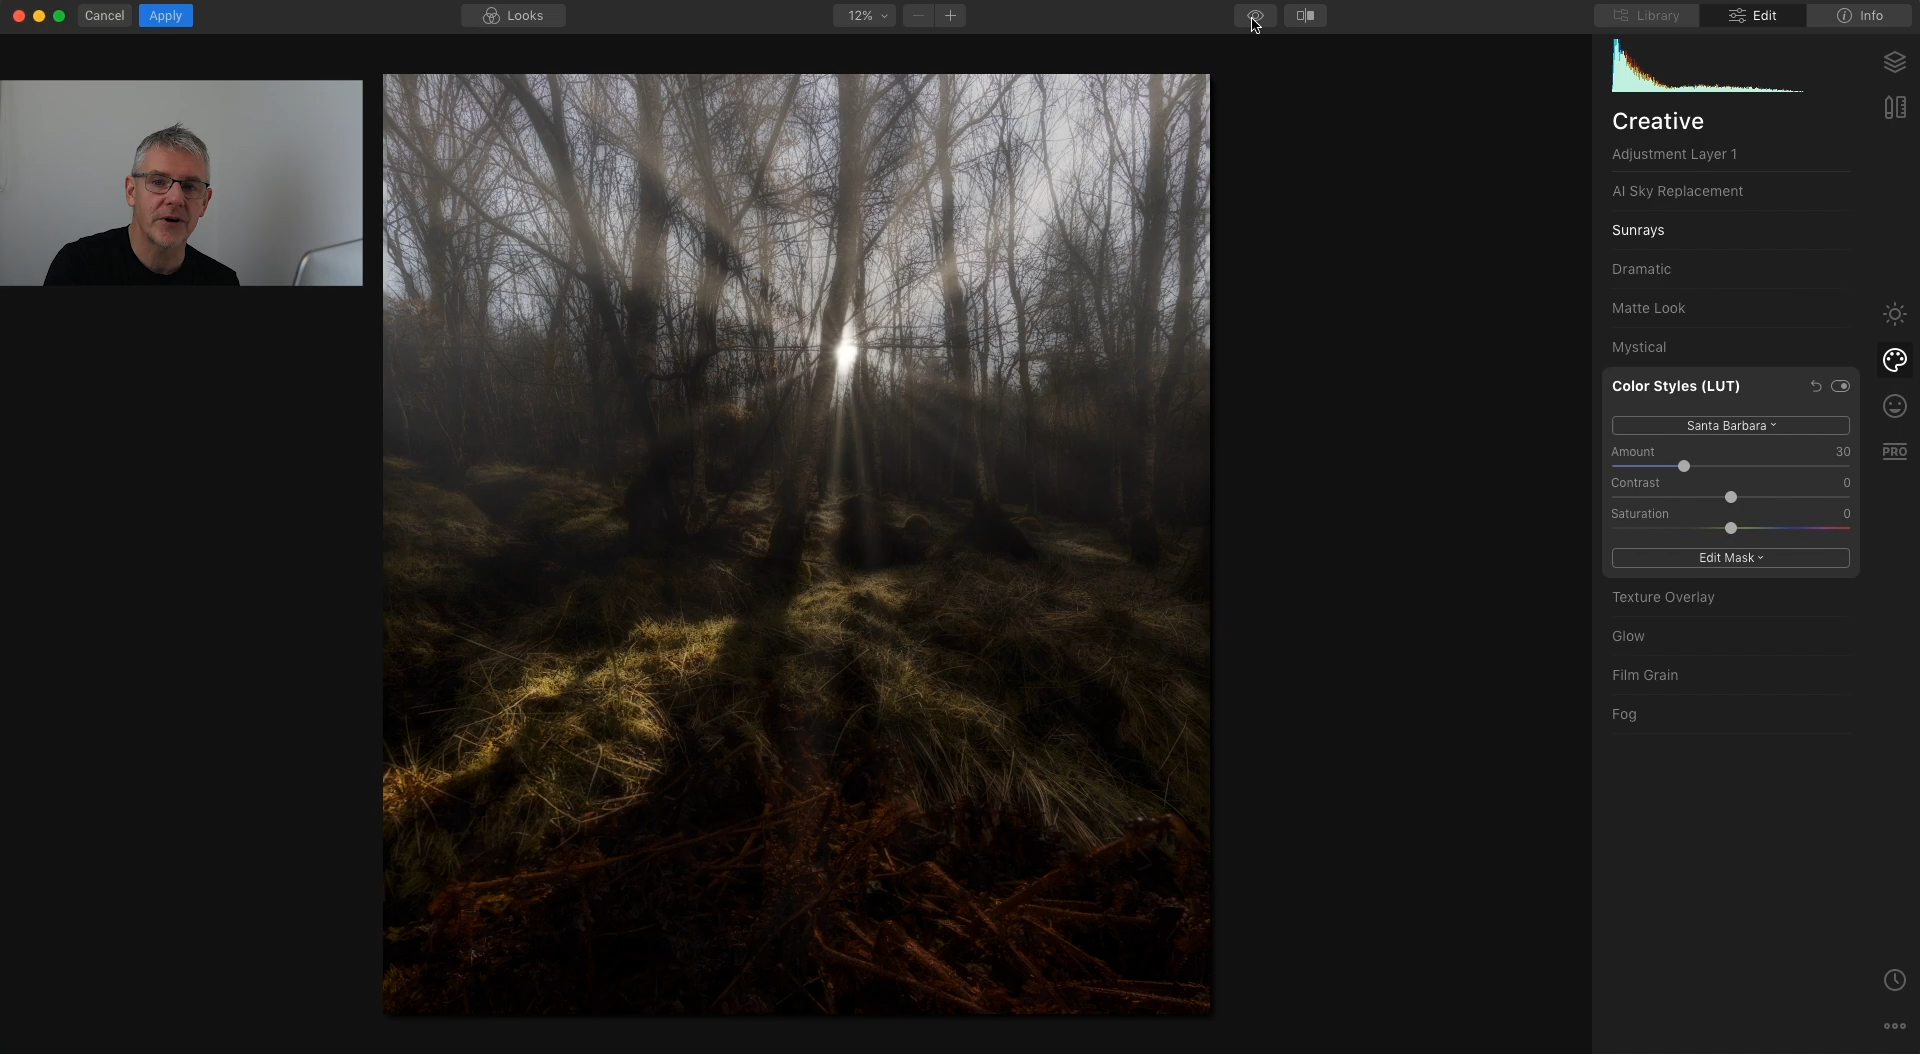 Cancel
Apply
Looks
12%
Library
Edit
Info
Creative
Adjustment Layer 1
AI Sky Replacement
Sunrays
Dramatic
Matte Look
Mystical
Color Styles (LUT)
Santa Barbara
Amount 30
Contrast 0
Saturation 0
Edit Mask
Texture Overlay
Glow
Film Grain
Fog
PRO